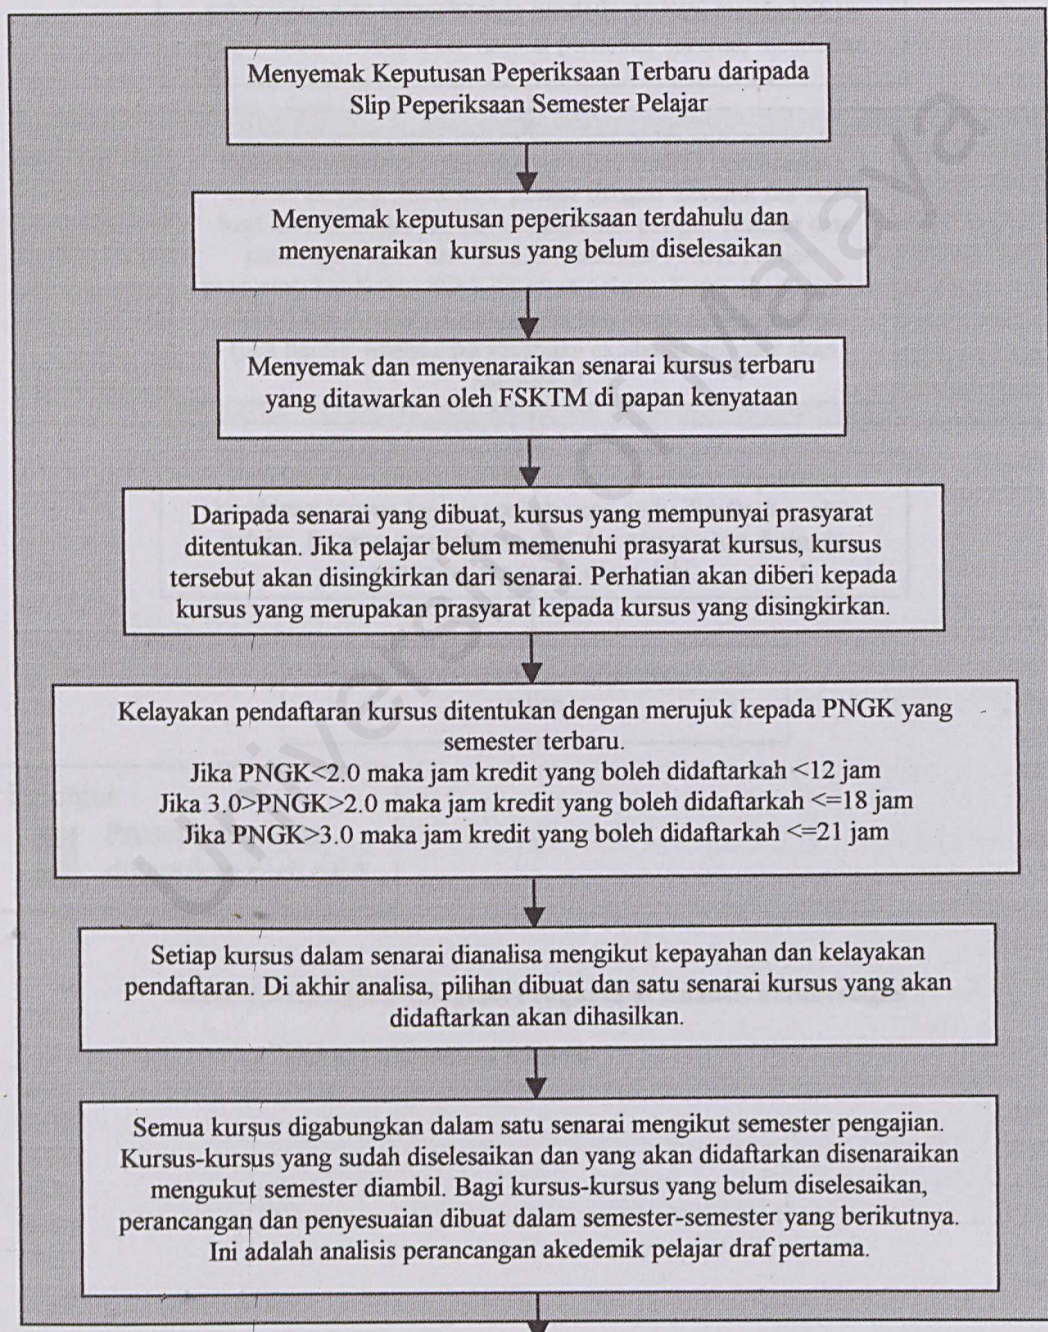 Menyemak Keputusan Peperiksaan Terbaru daripada
Slip Peperiksaan Semester Pelajar
Menyemak keputusan peperiksaan terdahulu dan
menyenaraikan kursus yang belum diselesaikan
Menyemak dan menyenaraikan senarai kursus terbaru
yang ditawarkan oleh FSKTM di papan kenyataan
Daripada senarai yang dibuat, kursus yang mempunyai prasyarat
ditentukan. Jika pelajar belum memenuhi prasyarat kursus, kursus
tersebut akan disingkirkan dari senarai. Perhatian akan diberi kepada
kursus yang merupakan prasyarat kepada kursus yang disingkirkan.
Kelayakan pendaftaran kursus ditentukan dengan merujuk kepada PNGK yang
semester terbaru.
Jika PNGK<2.0 maka jam kredit yang boleh didaftarkah <12 jam
Jika 3.0>PNGK>2.0 maka jam kredit yang boleh didaftarkah <=18 jam
Jika PNGK>3.0 maka jam kredit yang boleh didaftarkah <=21 jam
Setiap kursus dalam senarai dianalisa mengikut kepayahan dan kelayakan
pendaftaran. Di akhir analisa, pilihan dibuat dan satu senarai kursus yang akan
didaftarkan akan dihasilkan.
Semua kursus digabungkan dalam satu senarai mengikut semester pengajian.
Kursus-kursus yang sudah diselesaikan dan yang akan didaftarkan disenaraikan
mengukut semester diambil. Bagi kursus-kursus yang belum diselesaikan,
perancangan dan penyesuaian dibuat dalam semester-semester yang berikutnya.
Ini adalah analisis perancangan akedemik pelajar draf pertama.
University of Malaya